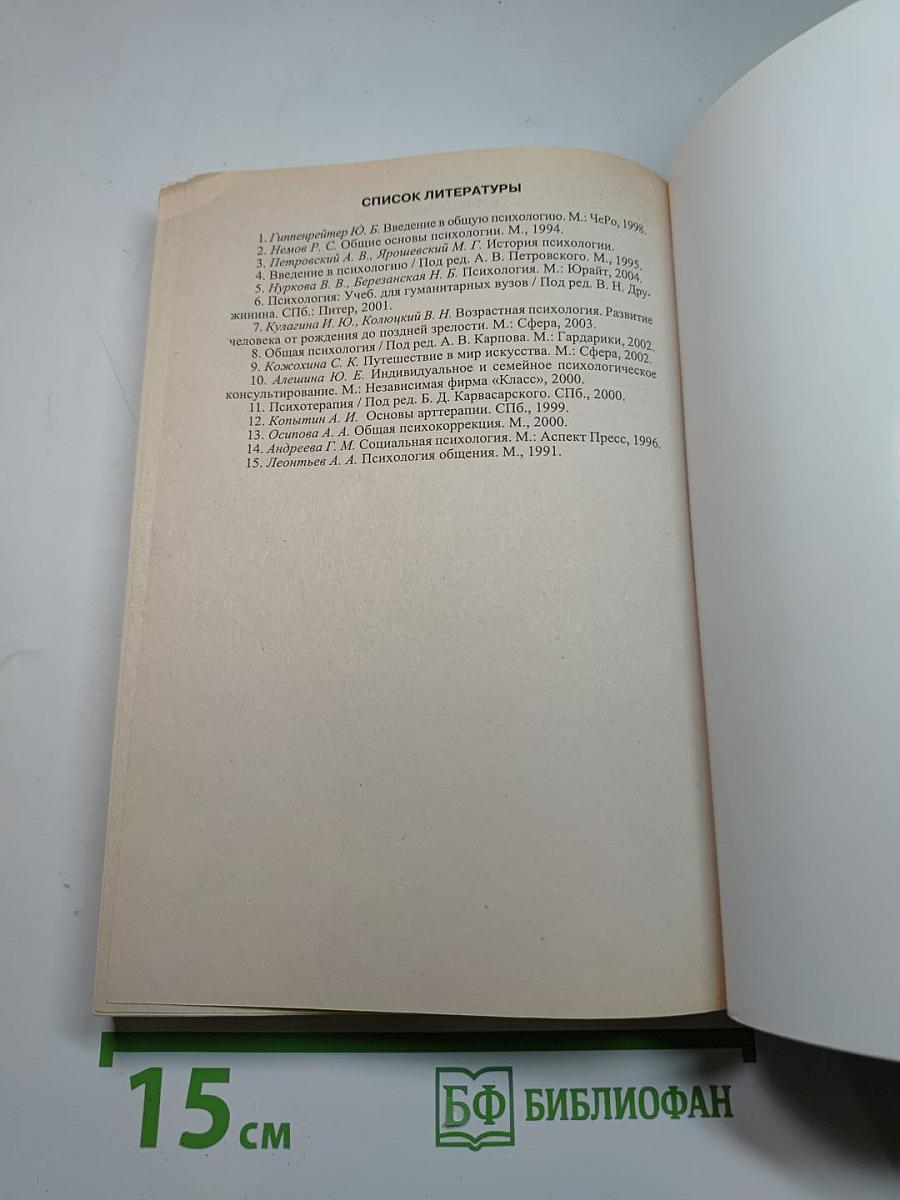 СПИСОК ЛИТЕРАТУРЫ
1. Гиппенрейтер Ю. Б. Введение в общую психологию. М.: ЧеРо, 1998.
2. Немов Р. С. Общие основы психологии. М., 1994.
3. Петровский А. В., Ярошевский М. Г. История психологии.
4. Введение в психологию / Под ред. А. В. Петровского. М., 1995.
5. Нуркова В. В., Березанская Н. Б. Психология. М.: Юрайт, 2004.
6. Психология: Учеб. для гуманитарных вузов / Под ред. В. Н. Дру-
жинина. СПб.: Питер, 2001.
7. Кулагина И. Ю., Колюцкий В. Н. Возрастная психология. Развитие
человека от рождения до поздней зрелости. М.: Сфера, 2003.
8. Общая психология / Под ред. А. В. Карпова. М.: Гардарики, 2002.
9. Кожохина С. К. Путешествие в мир искусства. М.: Сфера, 2002.
10. Алешина Ю. Е. Индивидуальное и семейное психологическое
консультирование. М.: Независимая фирма «Класс», 2000.
11. Психотерапия / Под ред. Б. Д. Карвасарского. СПб., 2000.
12. Копытин А. И. Основы арттерапии. СПб., 1999.
13. Осипова А. А. Общая психокоррекция. М., 2000.
14. Андреева Г. М. Социальная психология. М.: Аспект Пресс, 1996.
15. Леонтьев А. А. Психология общения. М., 1991.
15 см
БФ БИБЛИОФАН